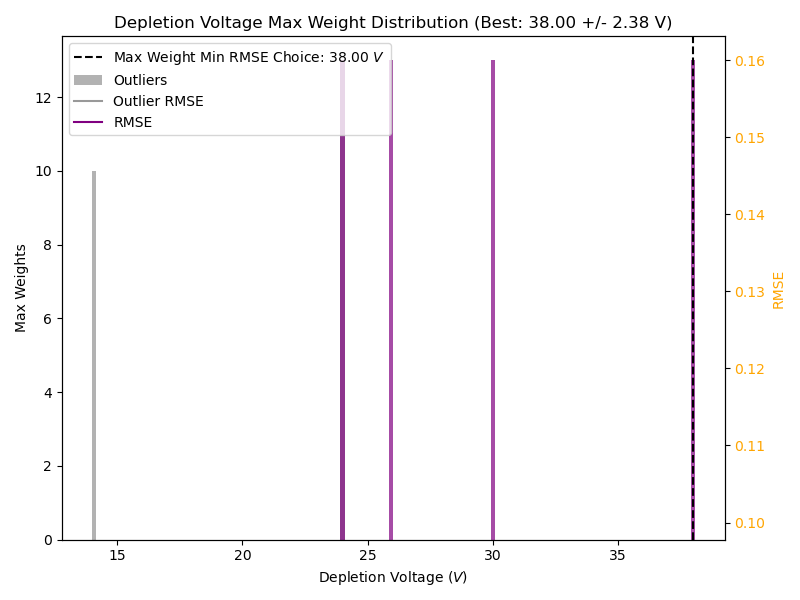 Depletion Voltage Max Weight Distribution (Best: 38.00 +/- 2.38 V)
Max Weight Min RMSE Choice: 38.00 V
Outliers
Outlier RMSE
RMSE
Max Weights
12
10
8
6
4
2
0
0.16
0.15
0.14
0.13
0.12
0.11
0.10
RMSE
15
20
25
30
35
Depletion Voltage (V)